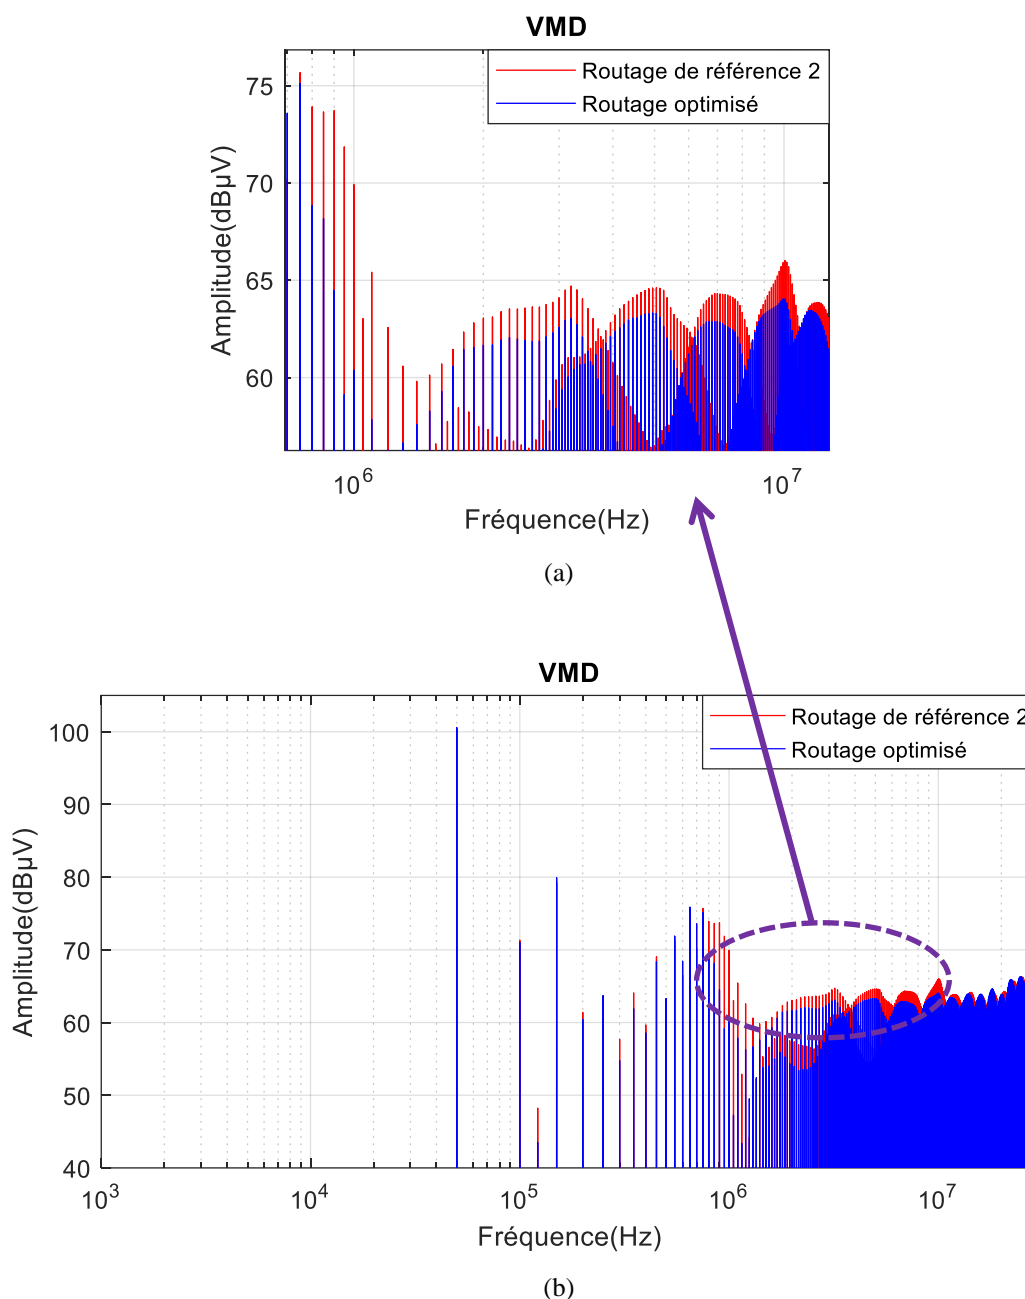 VMD
Routage de référence 2
Routage optimisé
75
70
65
60
Amplitude(dBµV)
10^6
10^7
Fréquence(Hz)
(a)
VMD
Routage de référence 2
Routage optimisé
100
90
80
70
60
50
40
Amplitude(dBµV)
10^3
10^4
10^5
10^6
10^7
Fréquence(Hz)
(b)